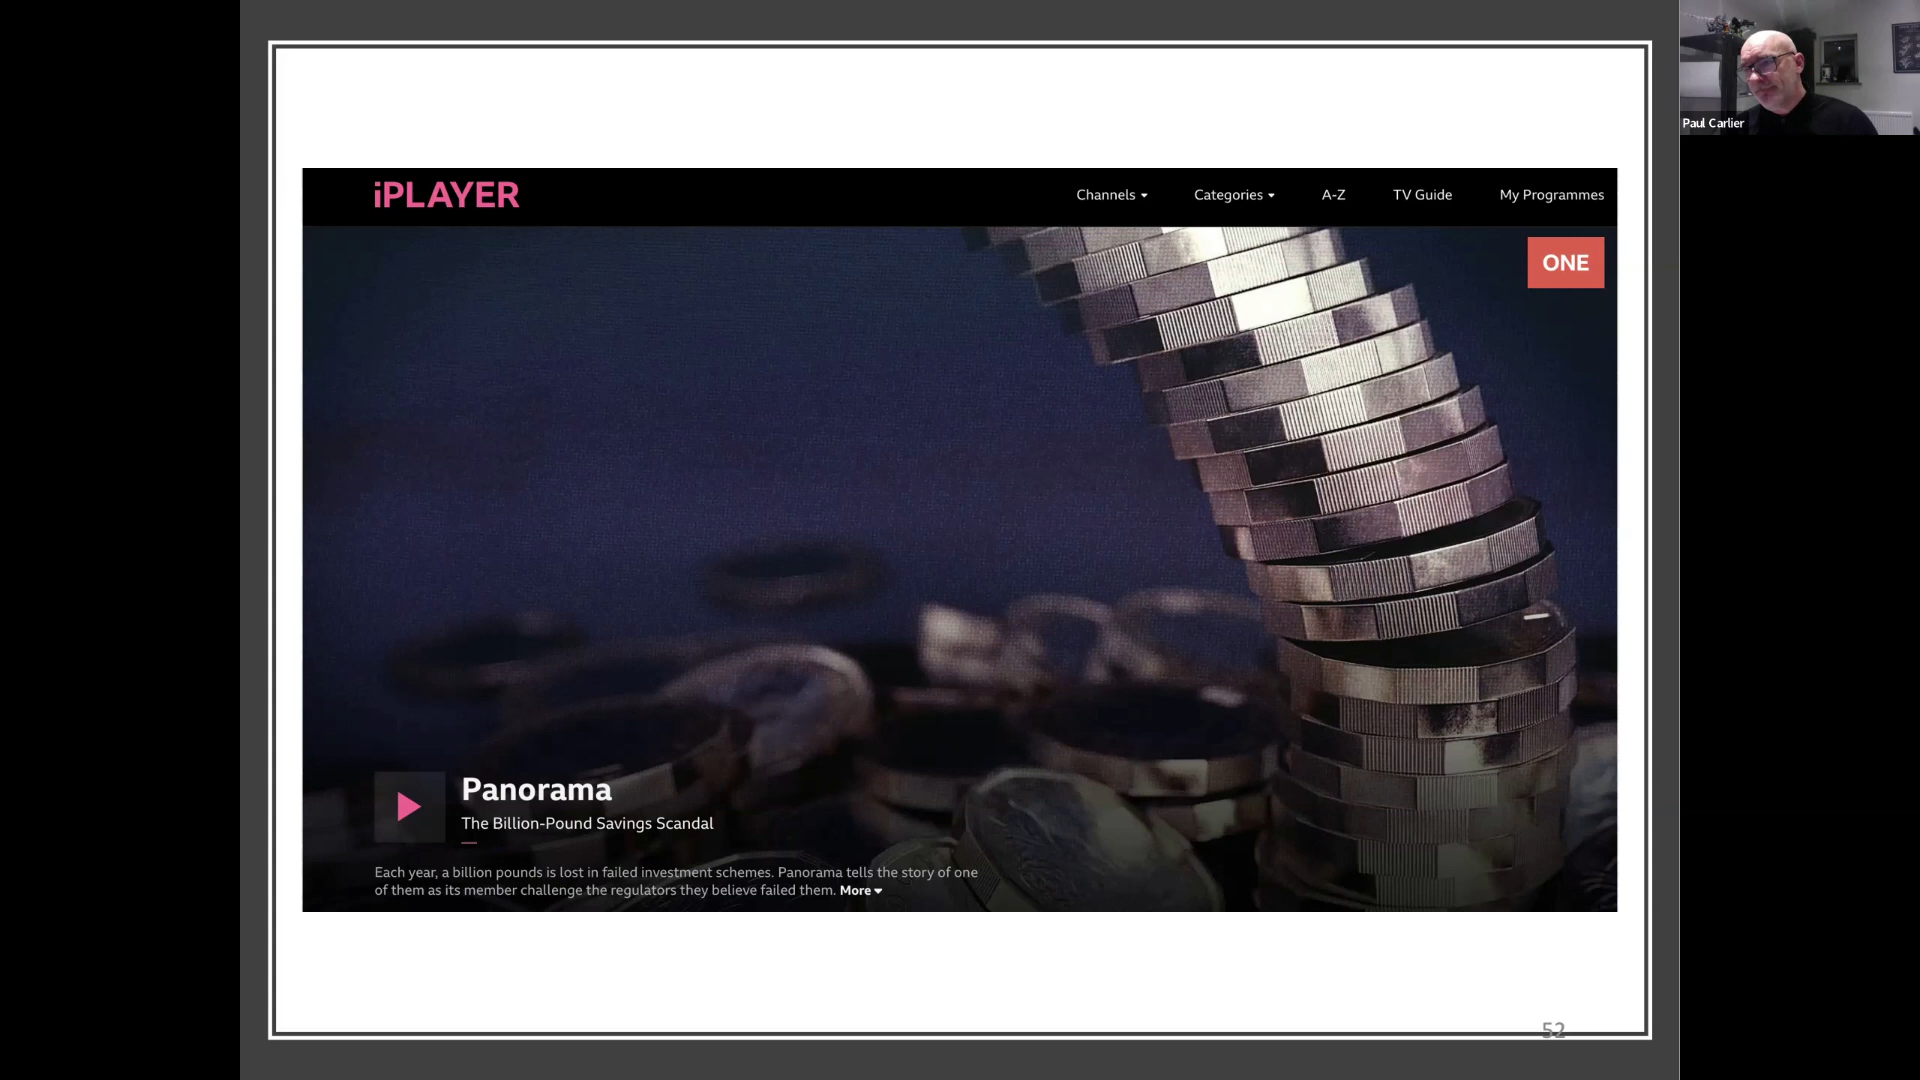 Paul Carlier
iPLAYER
Channels
Categories
A-Z
TV Guide
My Programmes
ONE
Panorama
The Billion-Pound Savings Scandal
Each year, a billion pounds is lost in failed investment schemes. Panorama tells the story of one
of them as its member challenge the regulators they believe failed them. More
52